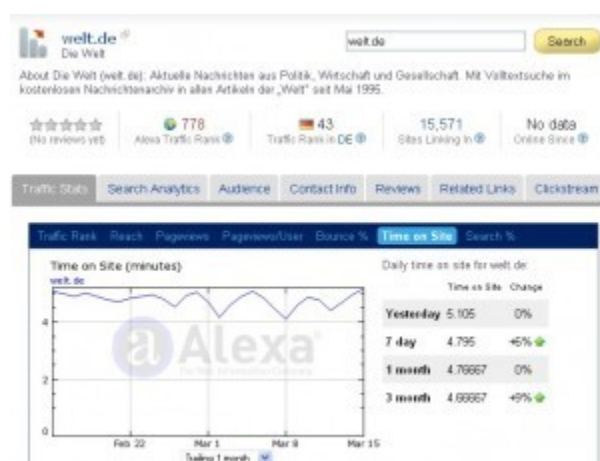 welt.de
Die Welt
welt.de
Search
About Die Welt (welt.de): Aktuelle Nachrichten aus Politik, Wirtschaft und Gesellschaft. Mit Volltextsuche im
kostenlosen Nachrichtenarchiv in allen Artikeln der „Welt" seit Mai 1995.
778 43 15,571 No data
(No reviews yet) Alexa Traffic Rank Traffic Rank in DE Sites Linking In Online Since
Traffic Stats Search Analytics Audience Contact Info Reviews Related Links Clickstream
Traffic Rank Reach Pageviews Pageviews/User Bounce % Time on Site Search %
Time on Site (minutes)
welt.de
Daily time on site for welt.de:
Time on Site Change
Yesterday 5.105 0%
7 day 4.795 +6%
1 month 4.76667 0%
3 month 4.66667 +9%
4
2
0
Alexa
The Web Information Company
Feb 22 Mar 1 Mar 8 Mar 15
Trailing 1 month